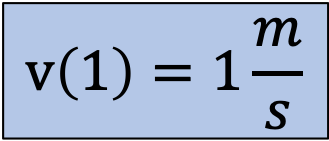 v(1) = 1 m/s